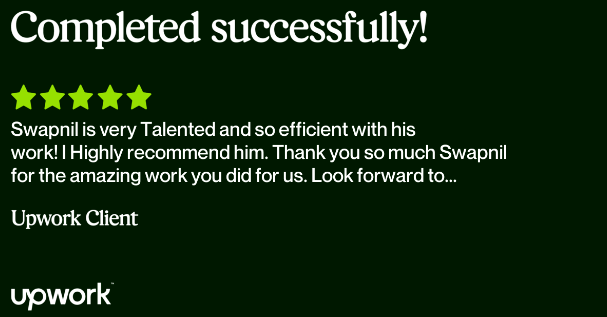 Completed successfully!
Swapnil is very Talented and so efficient with his
work! I Highly recommend him. Thank you so much Swapnil
for the amazing work you did for us. Look forward to...
Upwork Client
upwork™